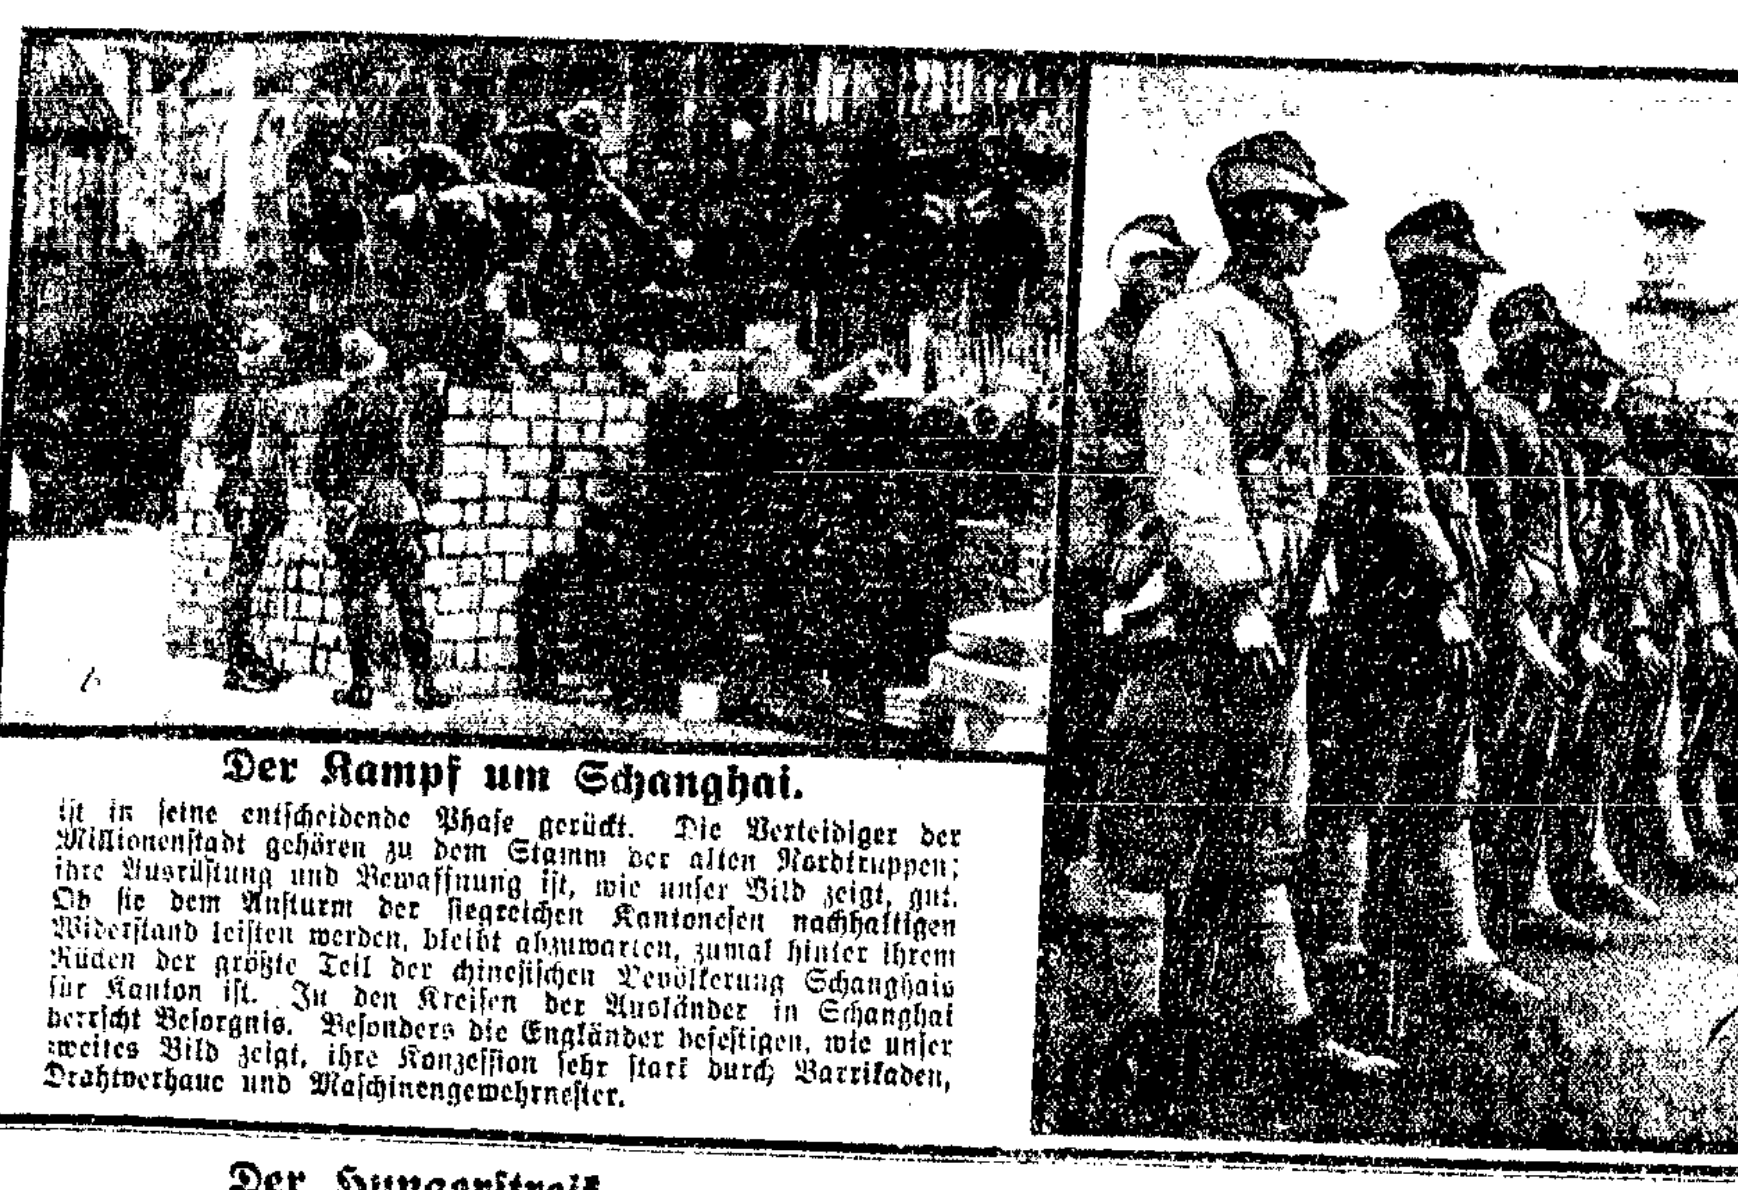 Der Kampf um Schanghai.
ist in seine entscheidende Phase gerückt. Die Verteidiger der
Millionenstadt gehören zu dem Stamm der alten Nordtruppen;
ihre Ausrüstung und Bewaffnung ist, wie unser Bild zeigt, gut.
Ob sie dem Ansturm der siegreichen Kantonesen nachhaltigen
Widerstand leisten werden, bleibt abzuwarten, zumal hinter ihrem
Rücken der größte Teil der chinesischen Bevölkerung Schanghais
für Kanton ist. In den Kreisen der Ausländer in Schanghai
herrscht Besorgnis. Besonders die Engländer befestigen, wie unser
zweites Bild zeigt, ihre Konzession sehr stark durch Barrikaden,
Drahtverhaue und Maschinengewehrnester.
Der Hungerstreik